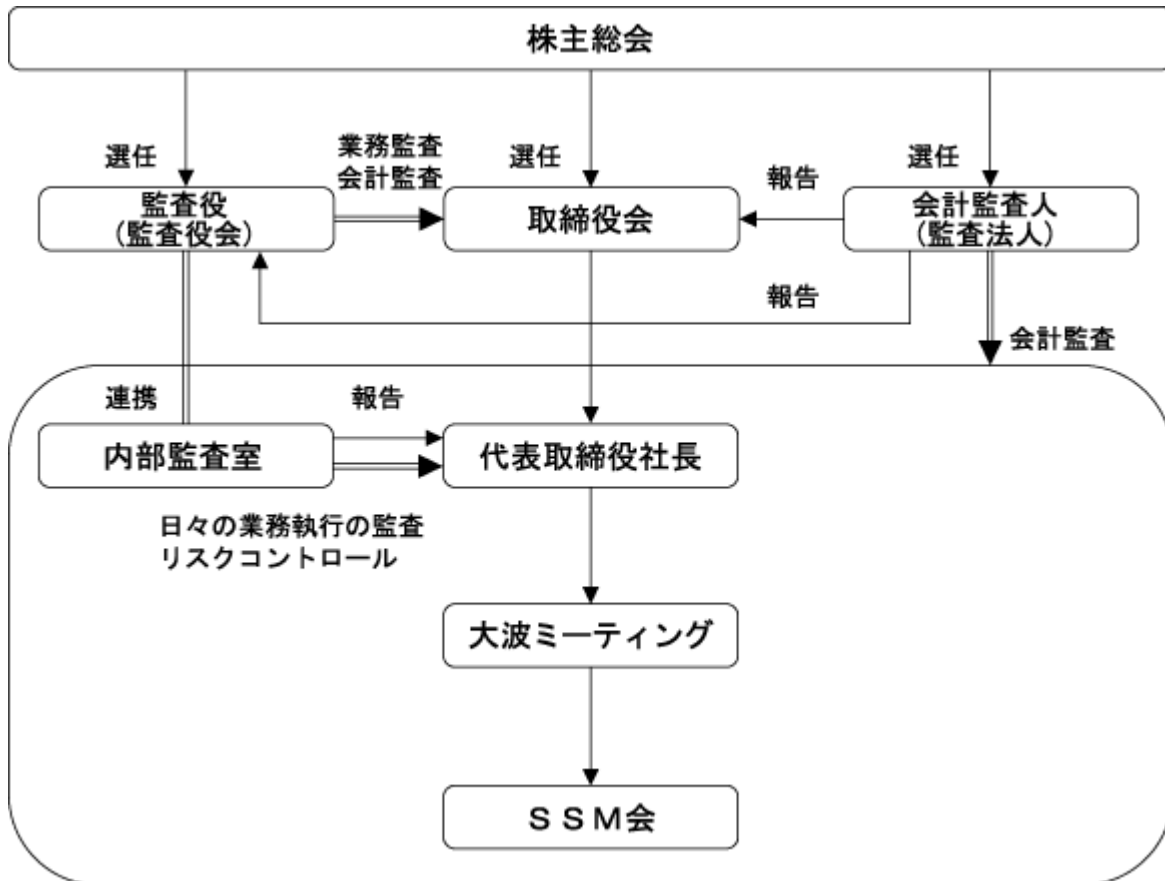 株主総会
選任
業務監査
会計監査
選任
報告
選任
監査役
(監査役会)
取締役会
会計監査人
(監査法人)
報告
会計監査
連携
報告
内部監査室
代表取締役社長
日々の業務執行の監査
リスクコントロール
大波ミーティング
ＳＳＭ会